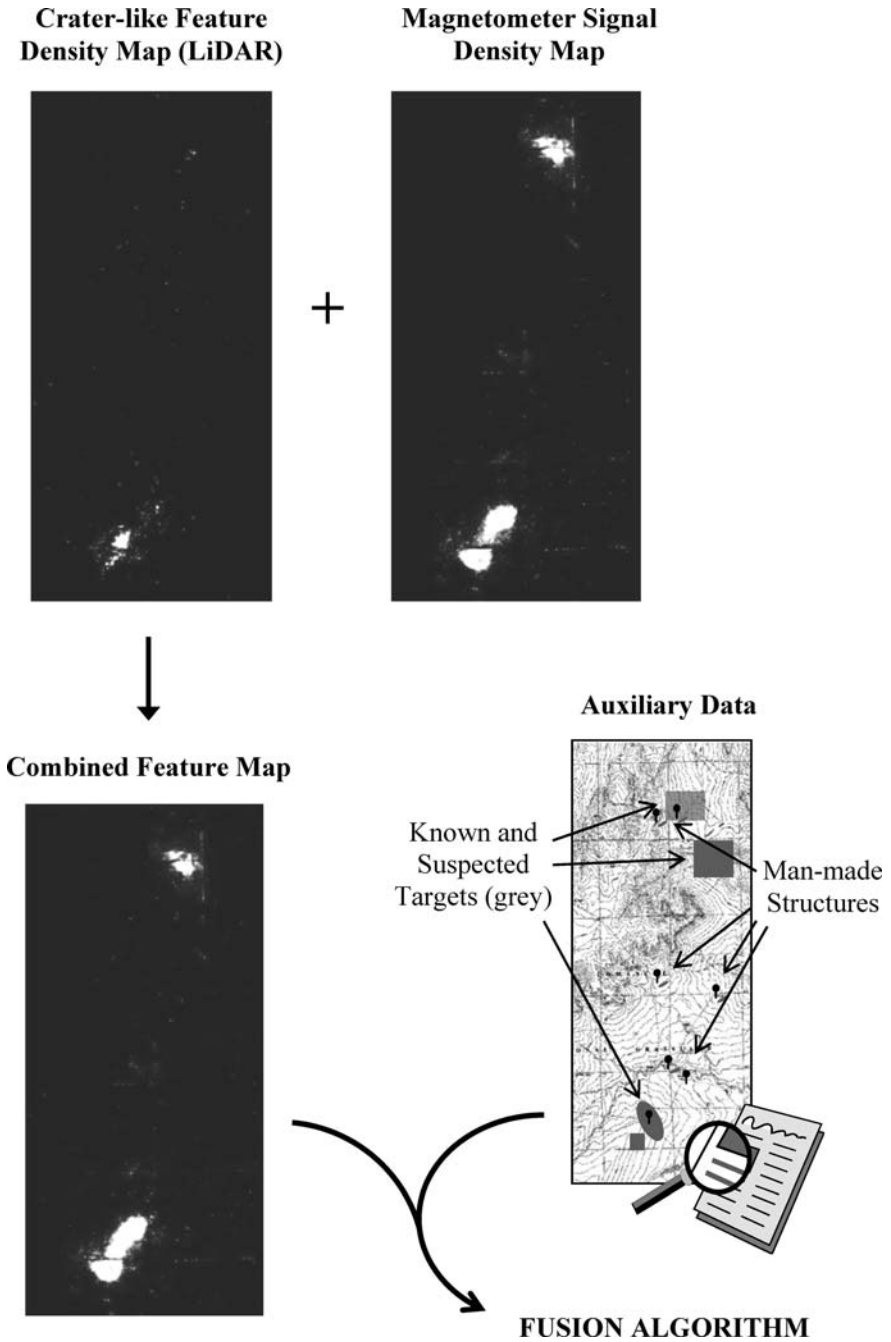 Crater-like Feature
Density Map (LiDAR)
Magnetometer Signal
Density Map
+
Combined Feature Map
Auxiliary Data
Known and
Suspected
Targets (grey)
Man-made
Structures
FUSION ALGORITHM